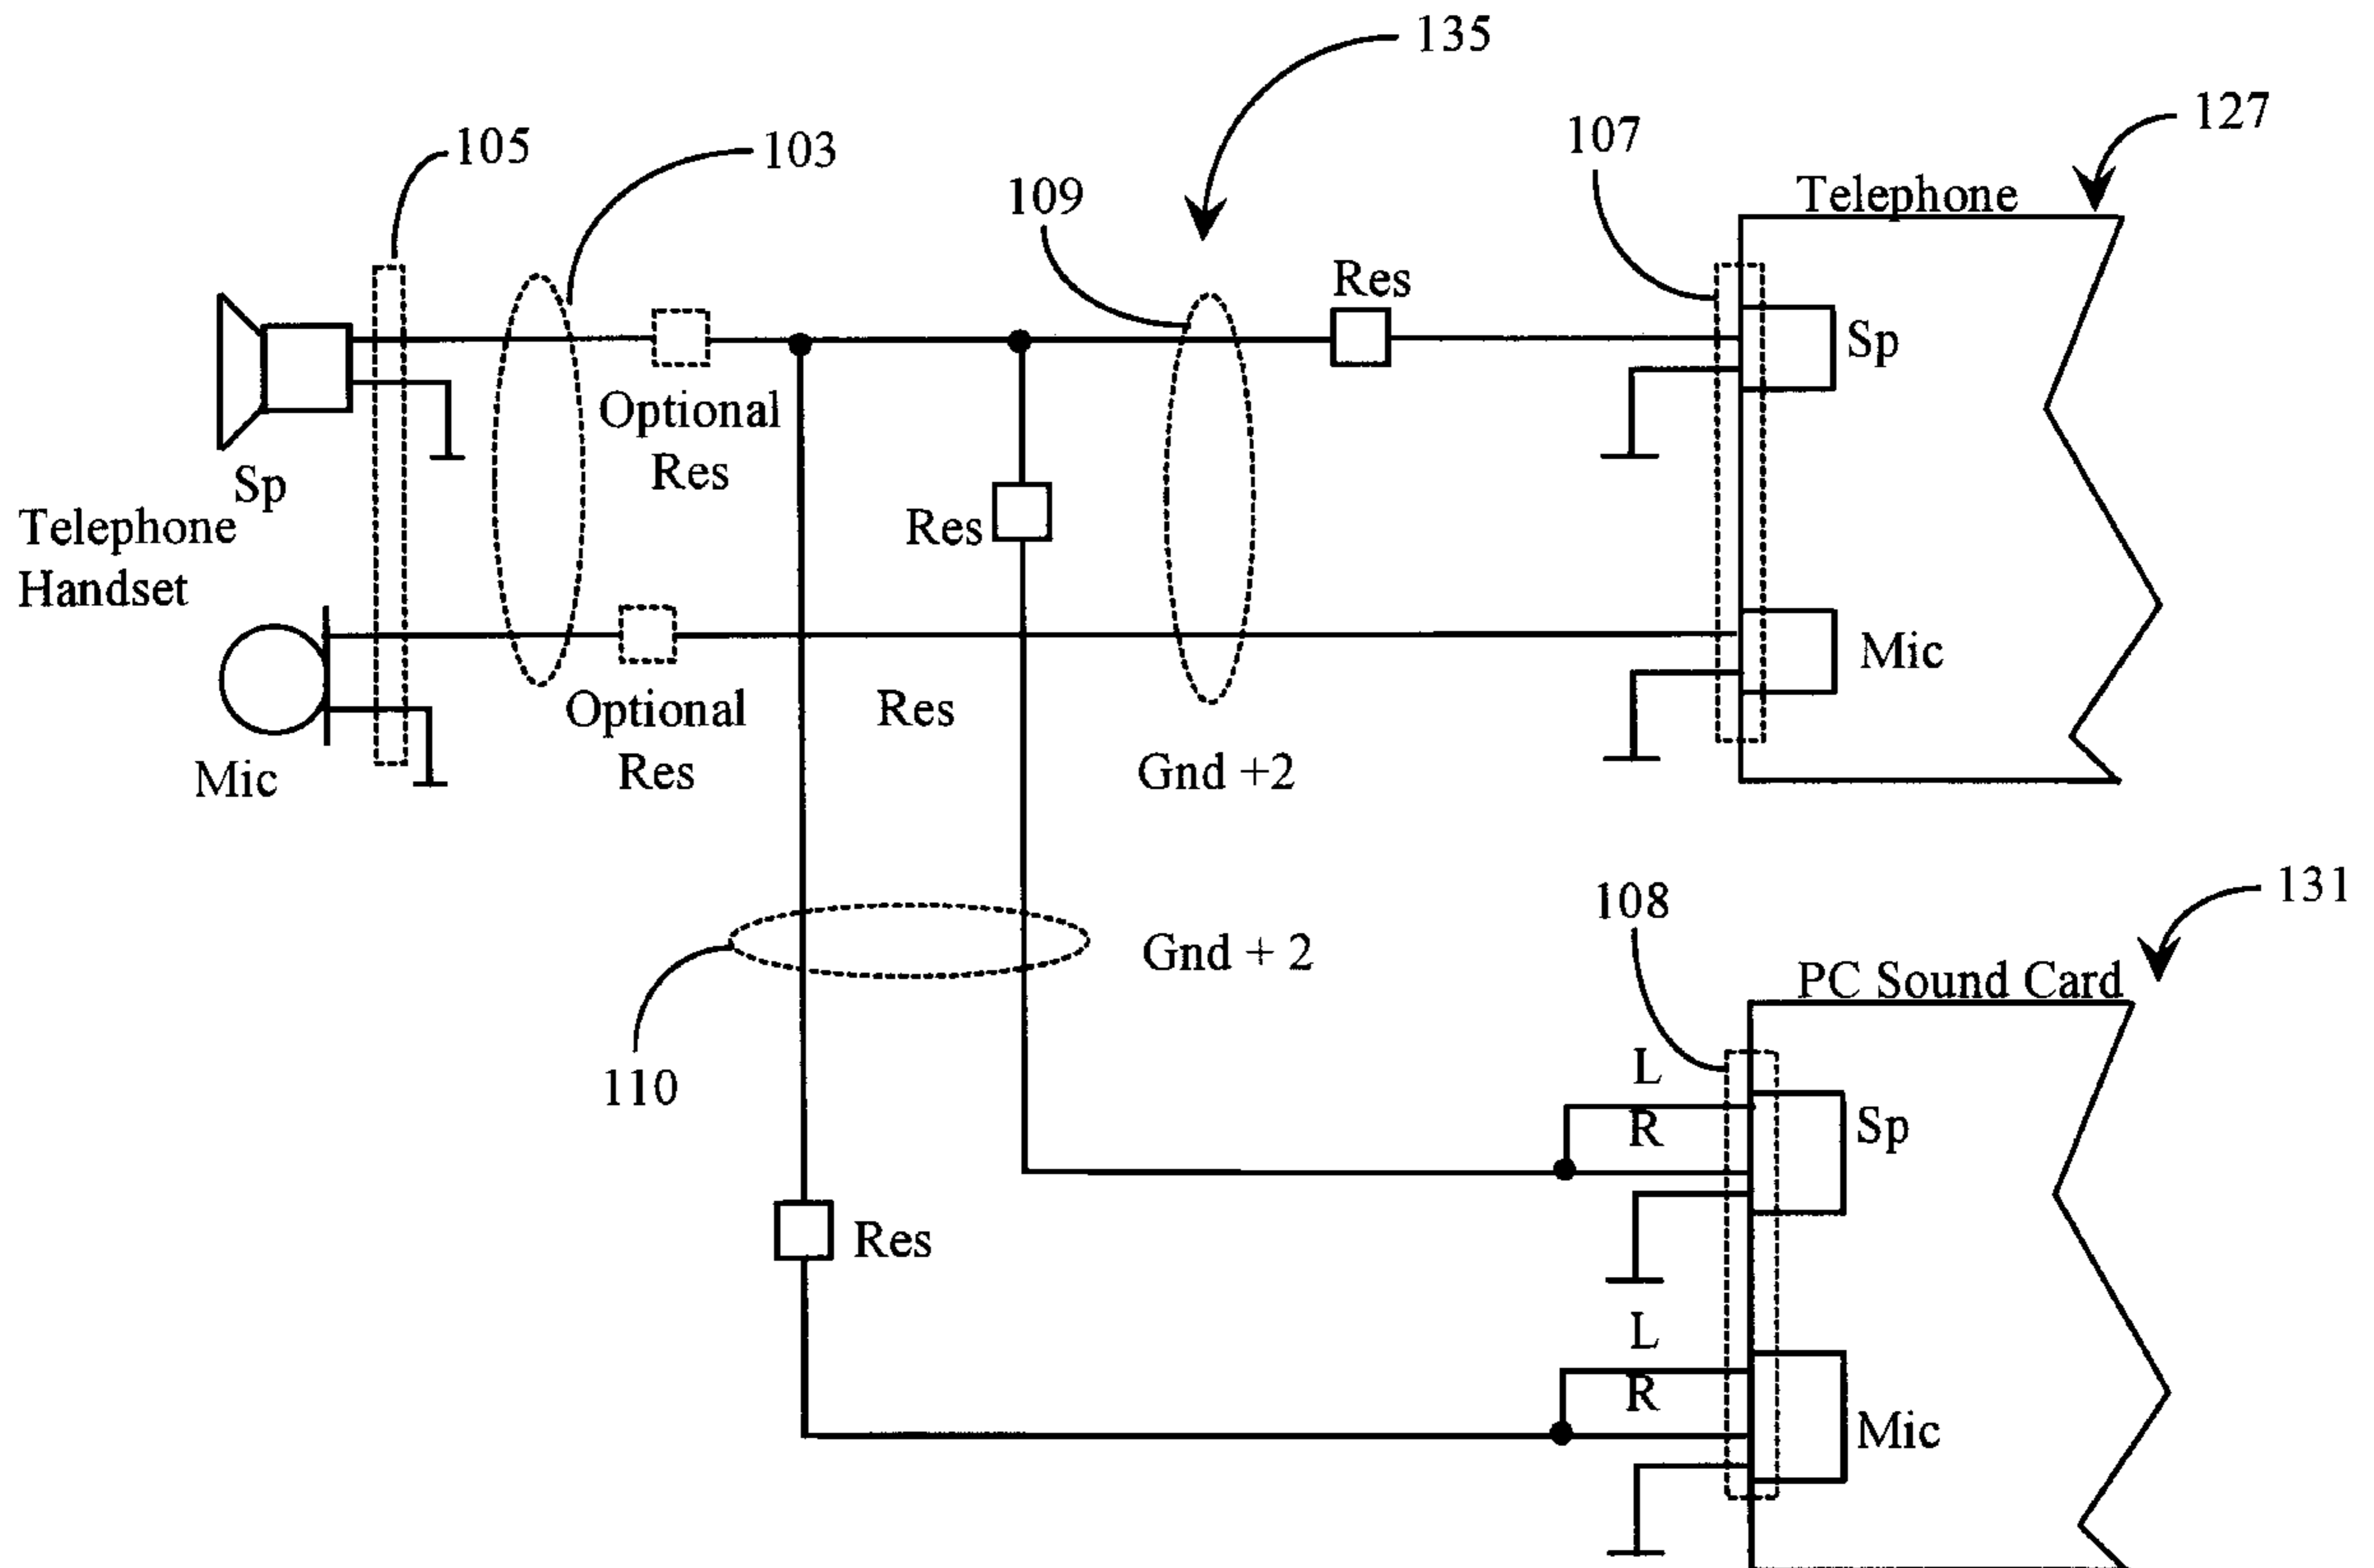 135
127
107
105
103
109
Telephone
Res
Sp
Optional
Res
Sp
Res
Telephone
Handset
Mic
Optional
Res
Res
Mic
Gnd +2
131
108
Gnd + 2
PC Sound Card
110
L
R
Sp
Res
L
R
Mic